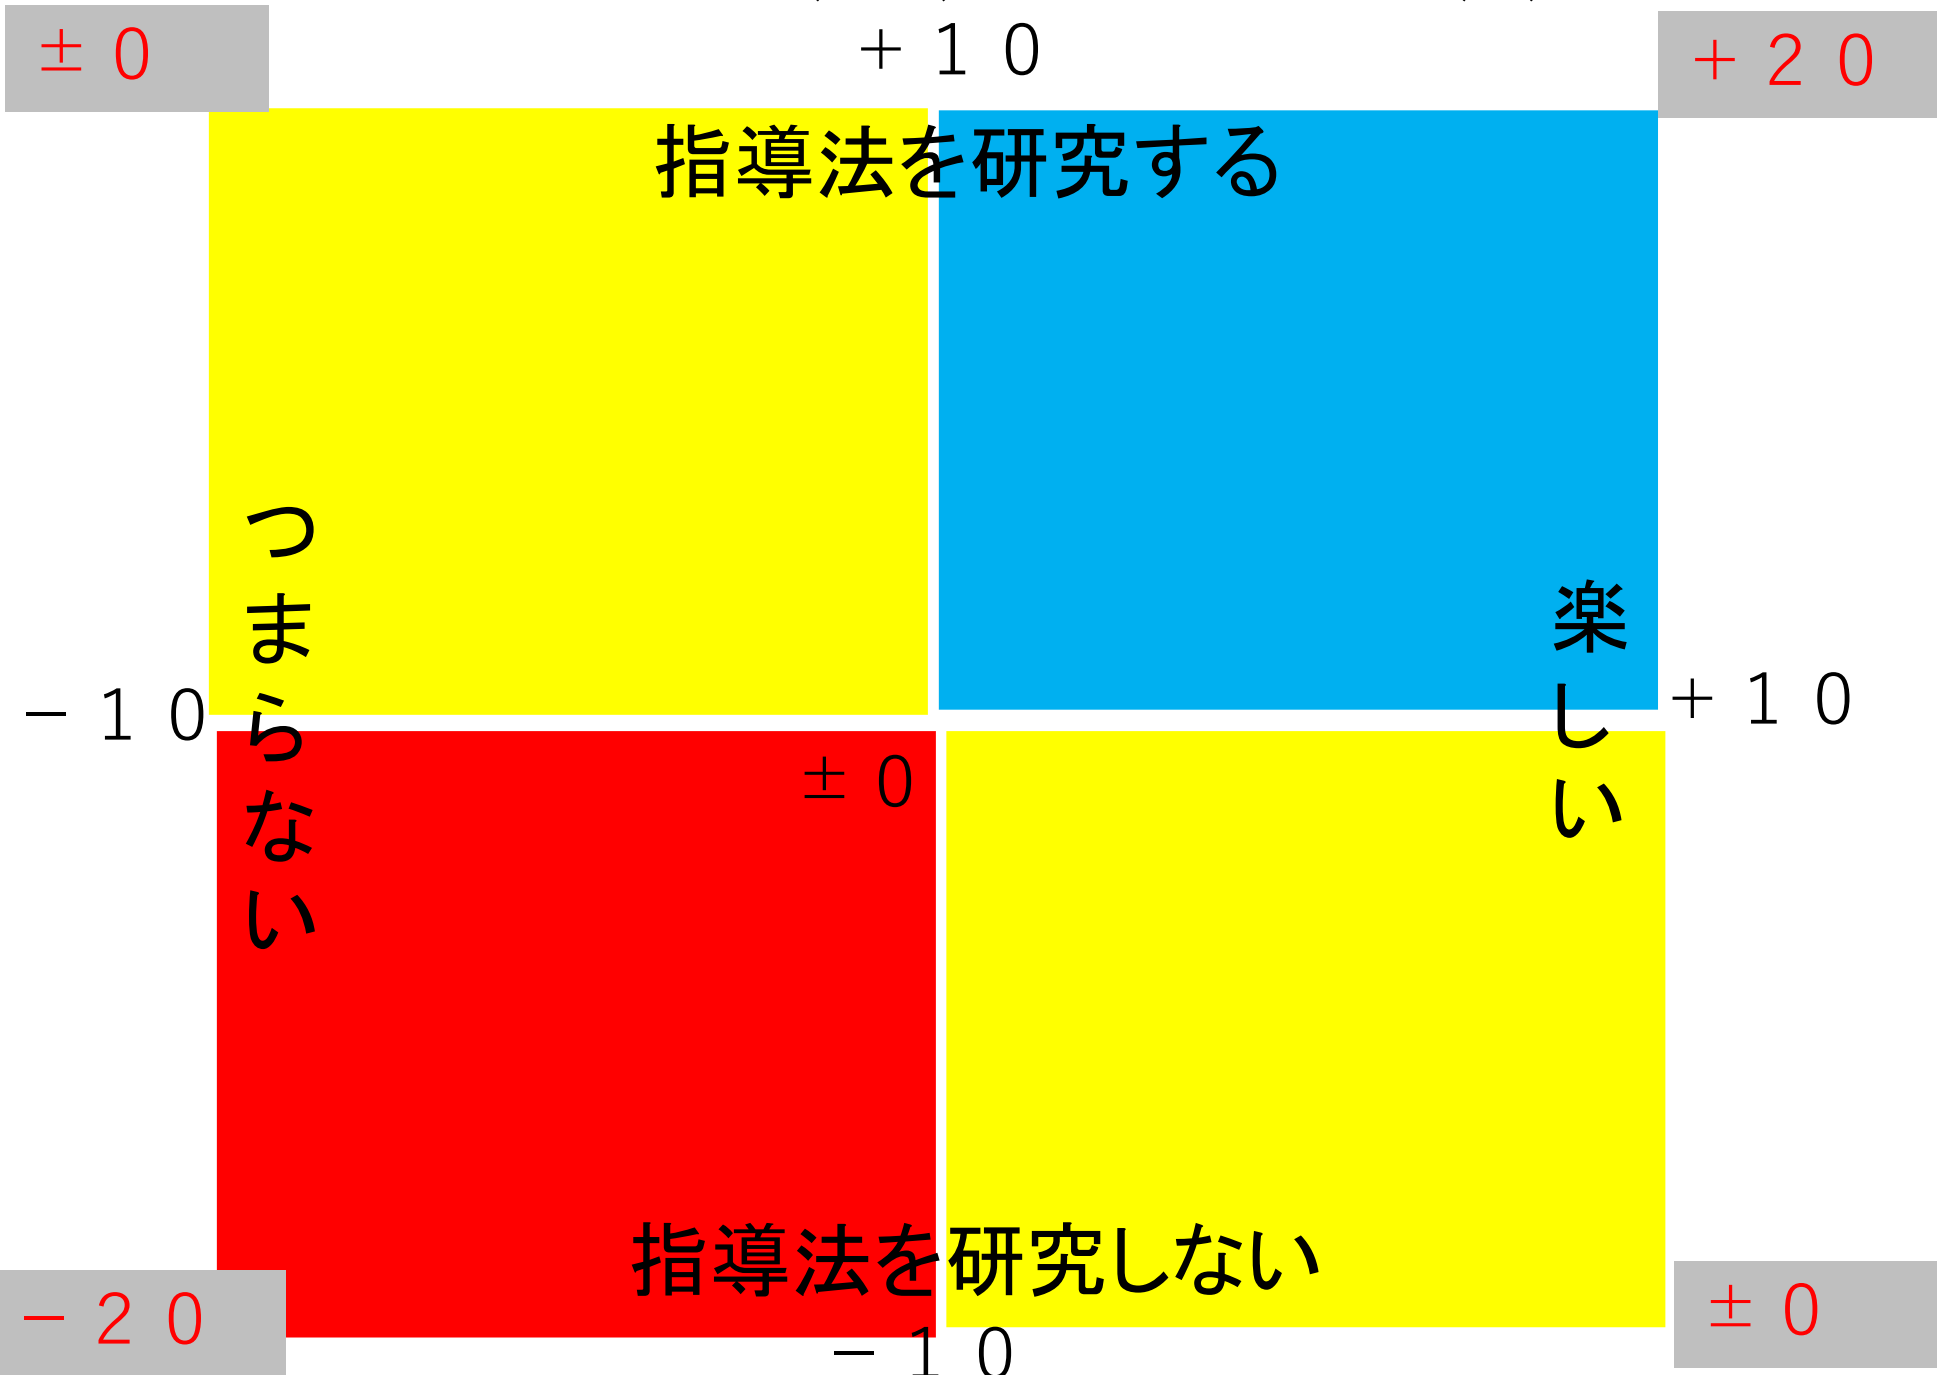 ±０
＋１０
＋２０
指導法を研究する
つまらない
楽しい
－１０
＋１０
±０
指導法を研究しない
－２０
－１０
±０